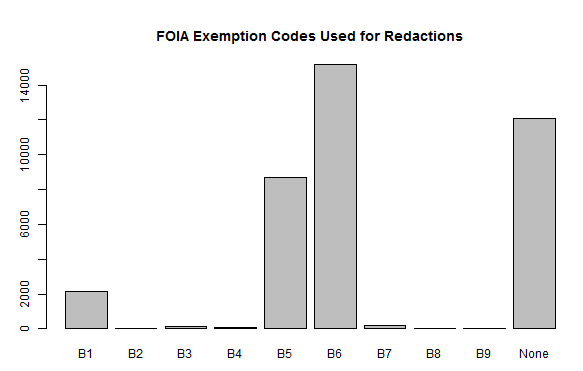 FOIA Exemption Codes Used for Redactions
14000
10000
6000
2000
0
B1 B2 B3 B4 B5 B6 B7 B8 B9 None